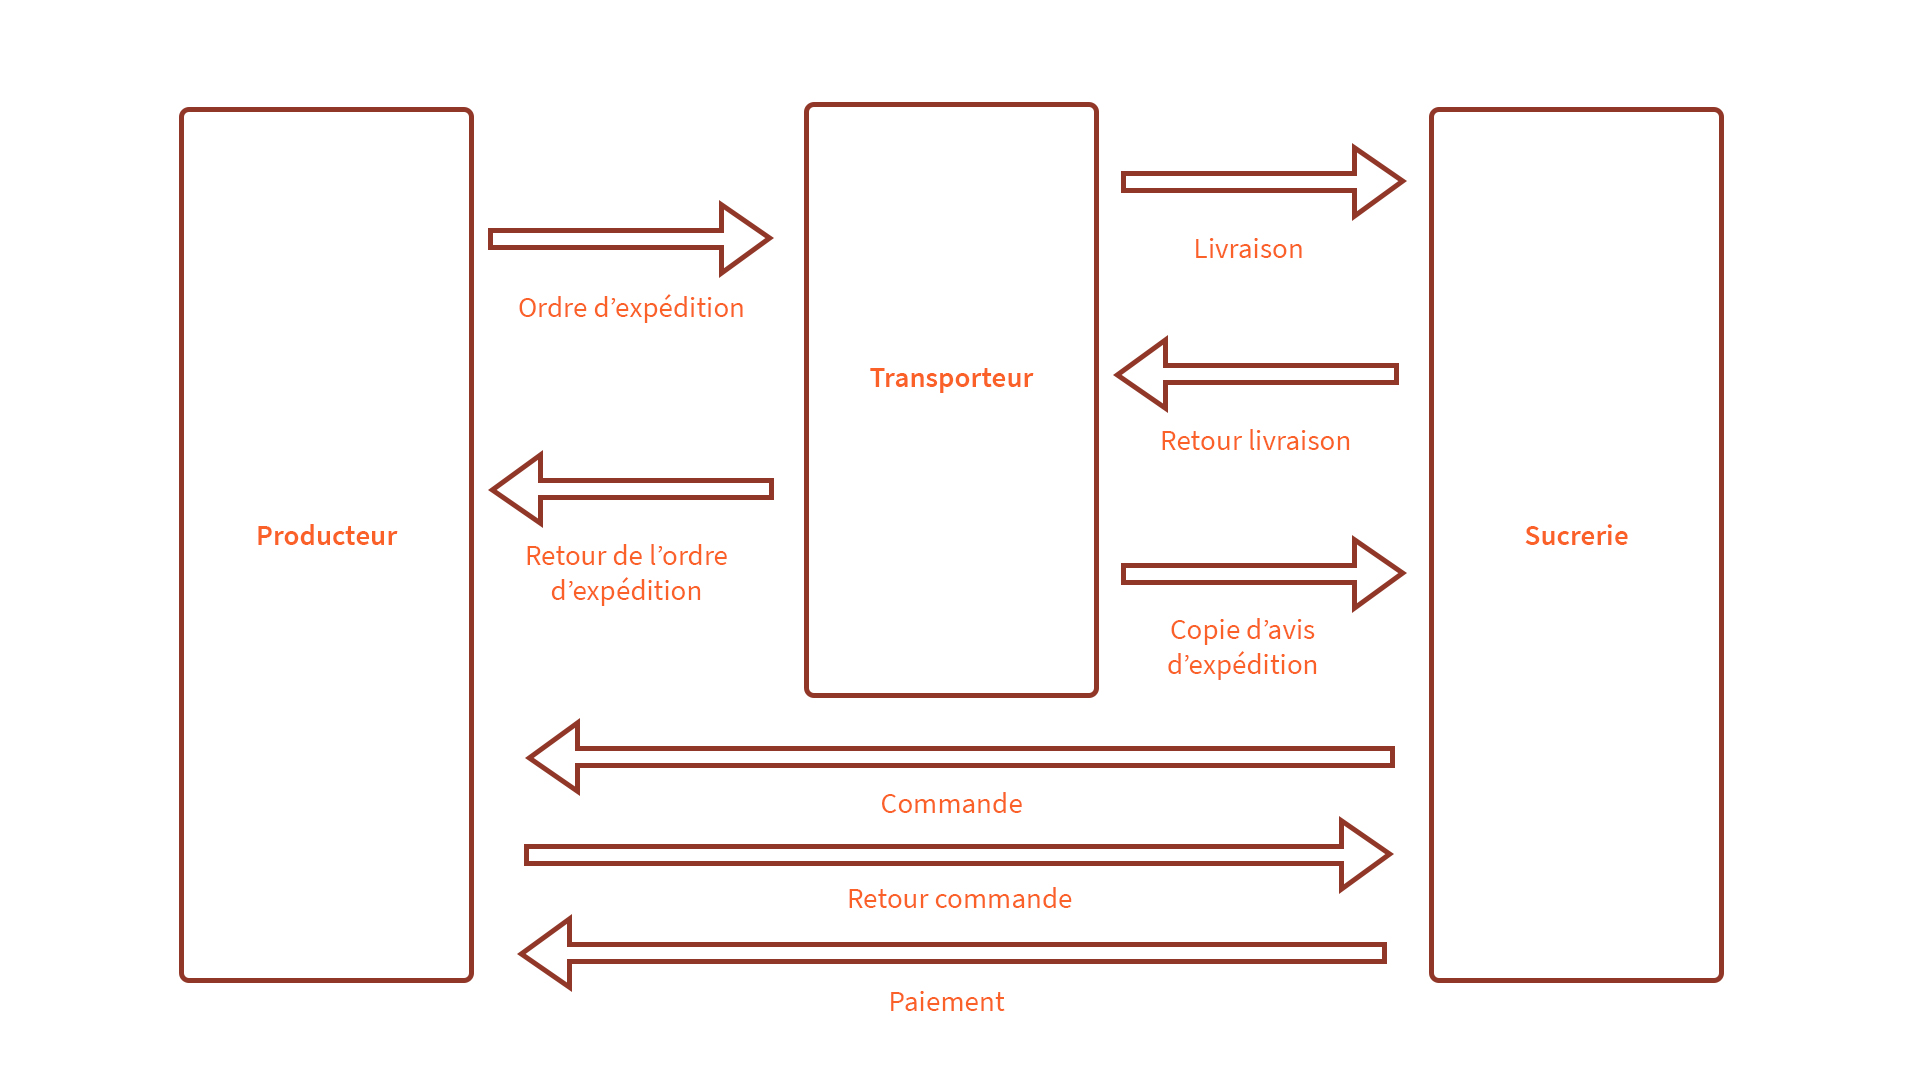 Livraison
Ordre d’expédition
Transporteur
Retour livraison
Producteur
Sucrerie
Retour de l’ordre
d’expédition
Copie d’avis
d’expédition
Commande
Retour commande
Paiement